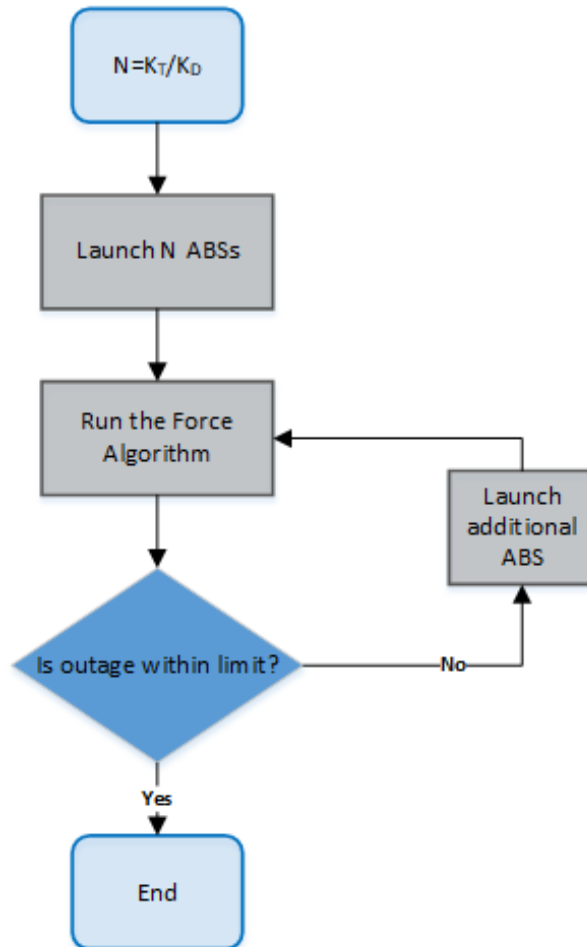 N=K_T/K_D
Launch N ABSs
Run the Force
Algorithm
Launch
additional
ABS
Is outage within limit?
No
Yes
End